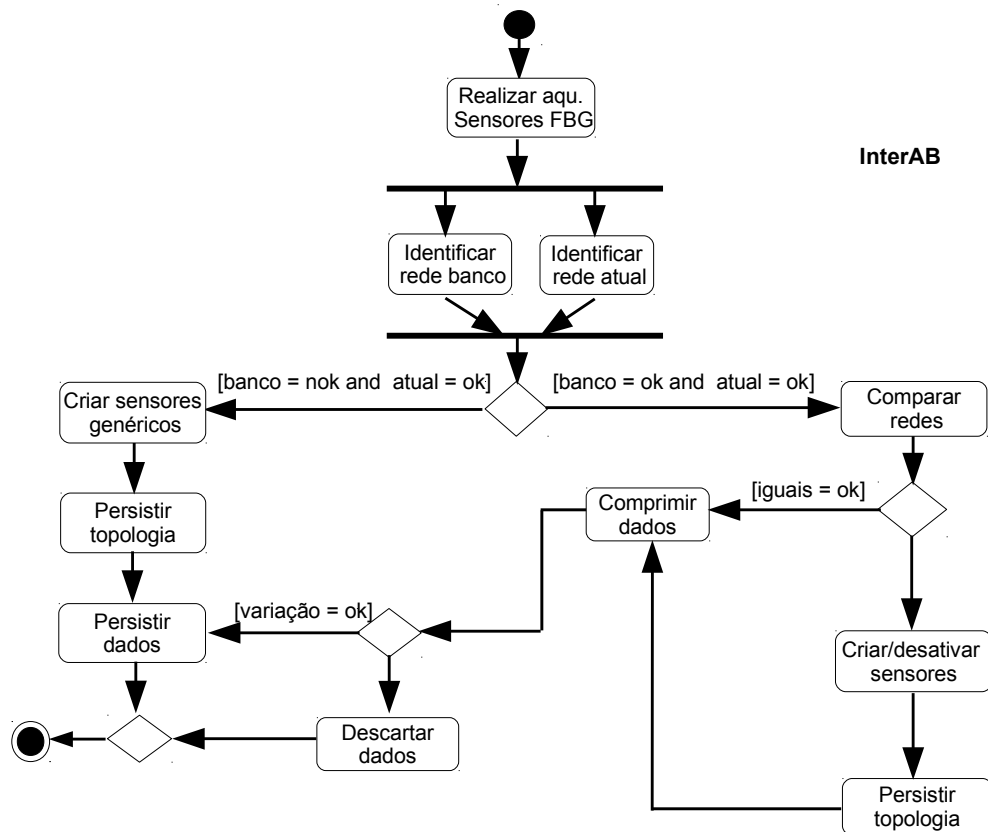 Realizar aqu.
Sensores FBG
InterAB
Identificar
rede banco
Identificar
rede atual
[banco = nok and atual = ok]
[banco = ok and atual = ok]
Criar sensores
genéricos
Comparar
redes
[iguais = ok]
Persistir
topologia
Comprimir
dados
[variação = ok]
Persistir
dados
Criar/desativar
sensores
Descartar
dados
Persistir
topologia